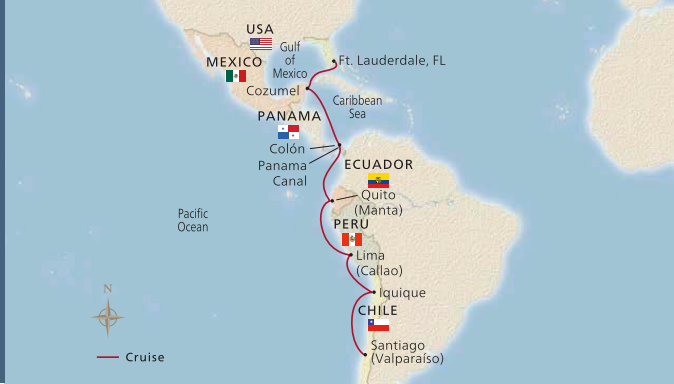 USA
Gulf
of
Mexico
Ft. Lauderdale, FL
MEXICO
Cozumel
Caribbean
Sea
PANAMA
Colón
Panama
Canal
ECUADOR
Quito
(Manta)
Pacific
Ocean
PERU
Lima
(Callao)
Iquique
N
CHILE
Santiago
(Valparaíso)
Cruise